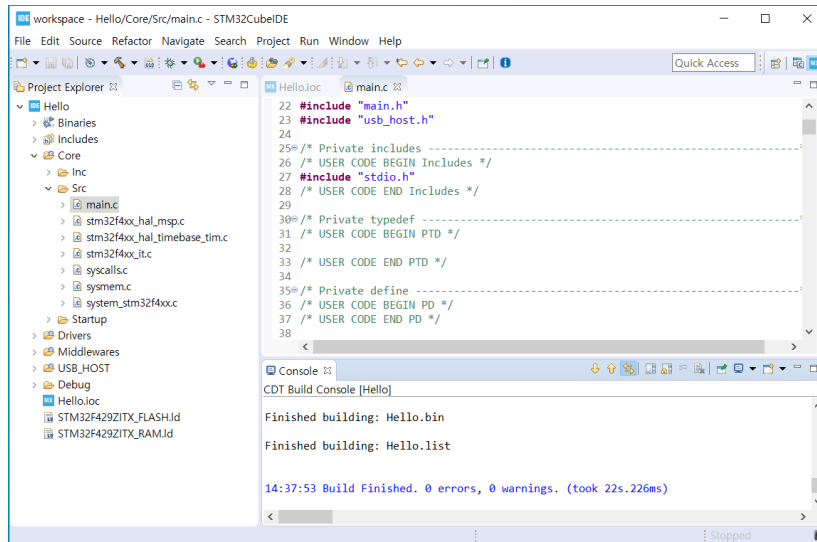 IDE workspace - Hello/Core/Src/main.c - STM32CubeIDE
File Edit Source Refactor Navigate Search Project Run Window Help
Quick Access
Project Explorer
Hello
Binaries
Includes
Core
Inc
Src
main.c
stm32f4xx_hal_msp.c
stm32f4xx_hal_timebase_tim.c
stm32f4xx_it.c
syscalls.c
sysmem.c
system_stm32f4xx.c
Startup
Drivers
Middlewares
USB_HOST
Debug
Hello.ioc
STM32F429ZITX_FLASH.ld
STM32F429ZITX_RAM.ld
MX Hello.ioc main.c
22 #include "main.h"
23 #include "usb_host.h"
24
25 /* Private includes ----------------------------------------------------------*
26 /* USER CODE BEGIN Includes */
27 #include "stdio.h"
28 /* USER CODE END Includes */
29
30 /* Private typedef -----------------------------------------------------------*
31 /* USER CODE BEGIN PTD */
32
33 /* USER CODE END PTD */
34
35 /* Private define ------------------------------------------------------------*
36 /* USER CODE BEGIN PD */
37 /* USER CODE END PD */
38
Console
CDT Build Console [Hello]
Finished building: Hello.bin
Finished building: Hello.list
14:37:53 Build Finished. 0 errors, 0 warnings. (took 22s.226ms)
Stopped